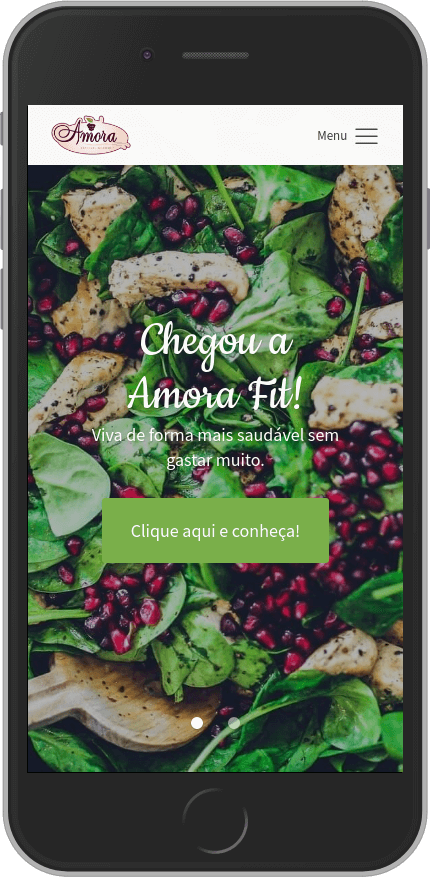 Amora
Menu
Chegou a
Amora Fit!
Viva de forma mais saudável sem
gastar muito.
Clique aqui e conheça!